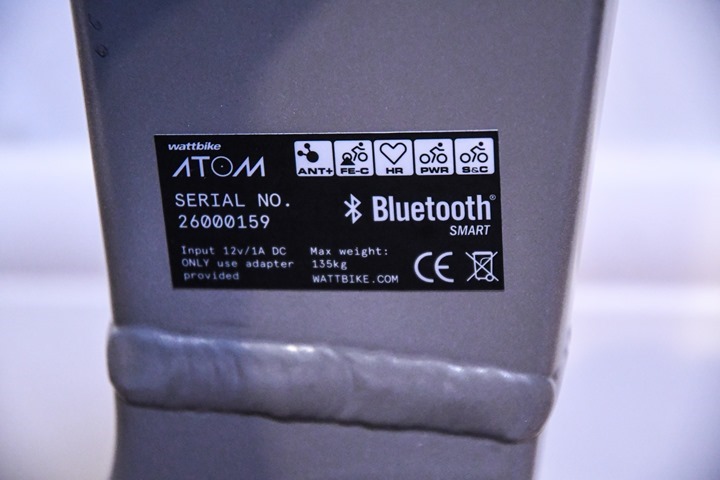 wattbike
ATOM
ANT+ FE-C HR PWR S&C
SERIAL NO.
26000159
Bluetooth®
SMART
Input 12v/1A DC
ONLY use adapter
provided
Max weight:
135kg
WATTBIKE.COM
CE